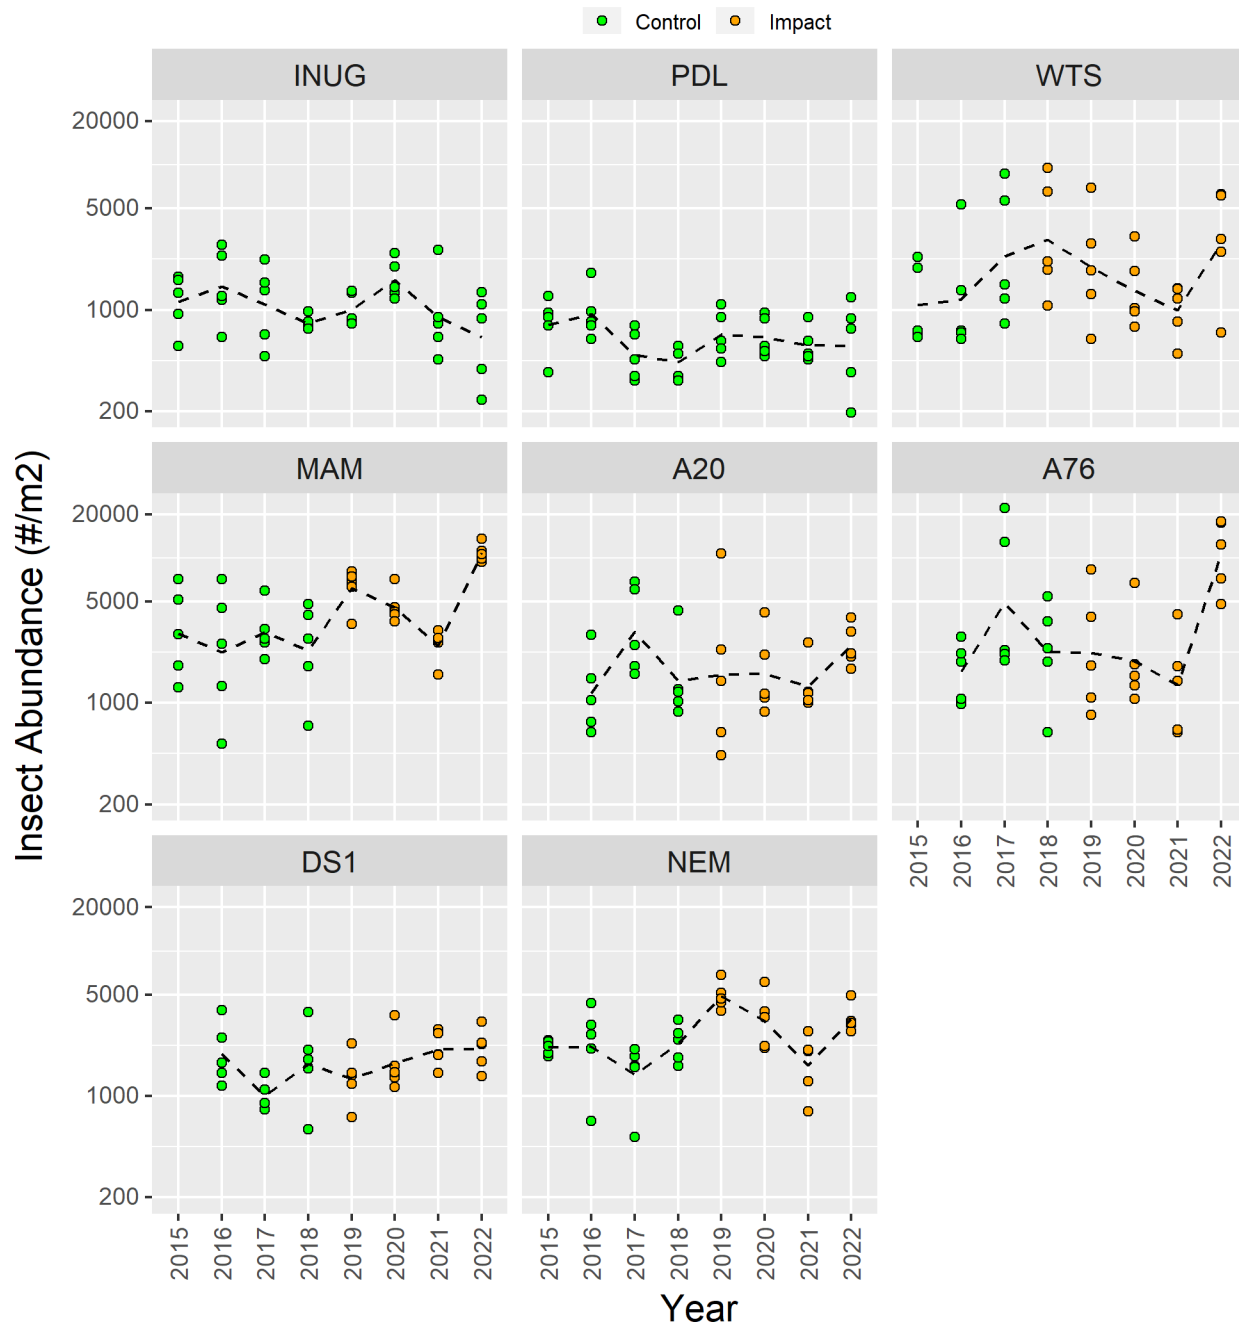 Control Impact
INUG PDL WTS
20000
5000
1000
200
MAM A20 A76
20000
5000
1000
200
Insect Abundance (#/m2)
2015 2016 2017 2018 2019 2020 2021 2022
DS1 NEM
20000
5000
1000
200
2015 2016 2017 2018 2019 2020 2021 2022 2015 2016 2017 2018 2019 2020 2021 2022
Year